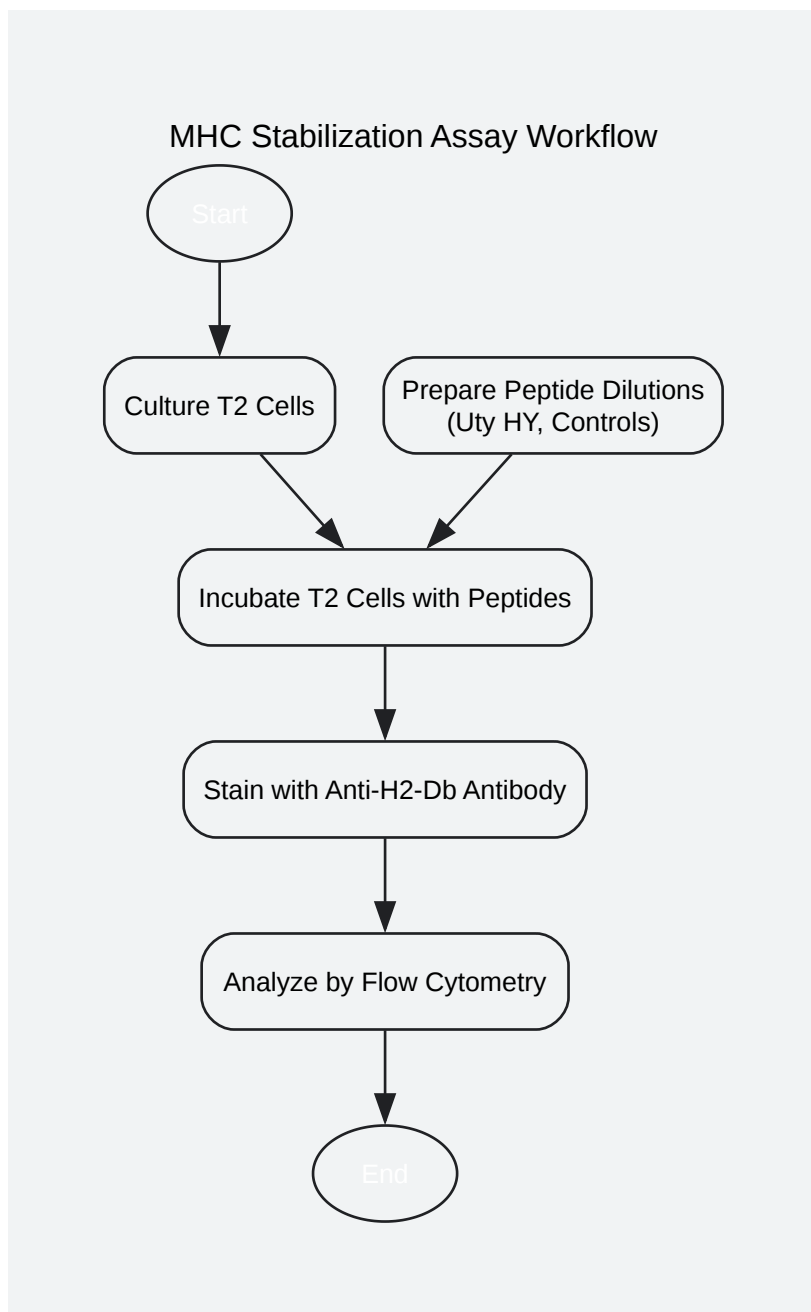 MHC Stabilization Assay Workflow
Start
Culture T2 Cells
Prepare Peptide Dilutions
(Uty HY, Controls)
Incubate T2 Cells with Peptides
Stain with Anti-H2-Db Antibody
Analyze by Flow Cytometry
End